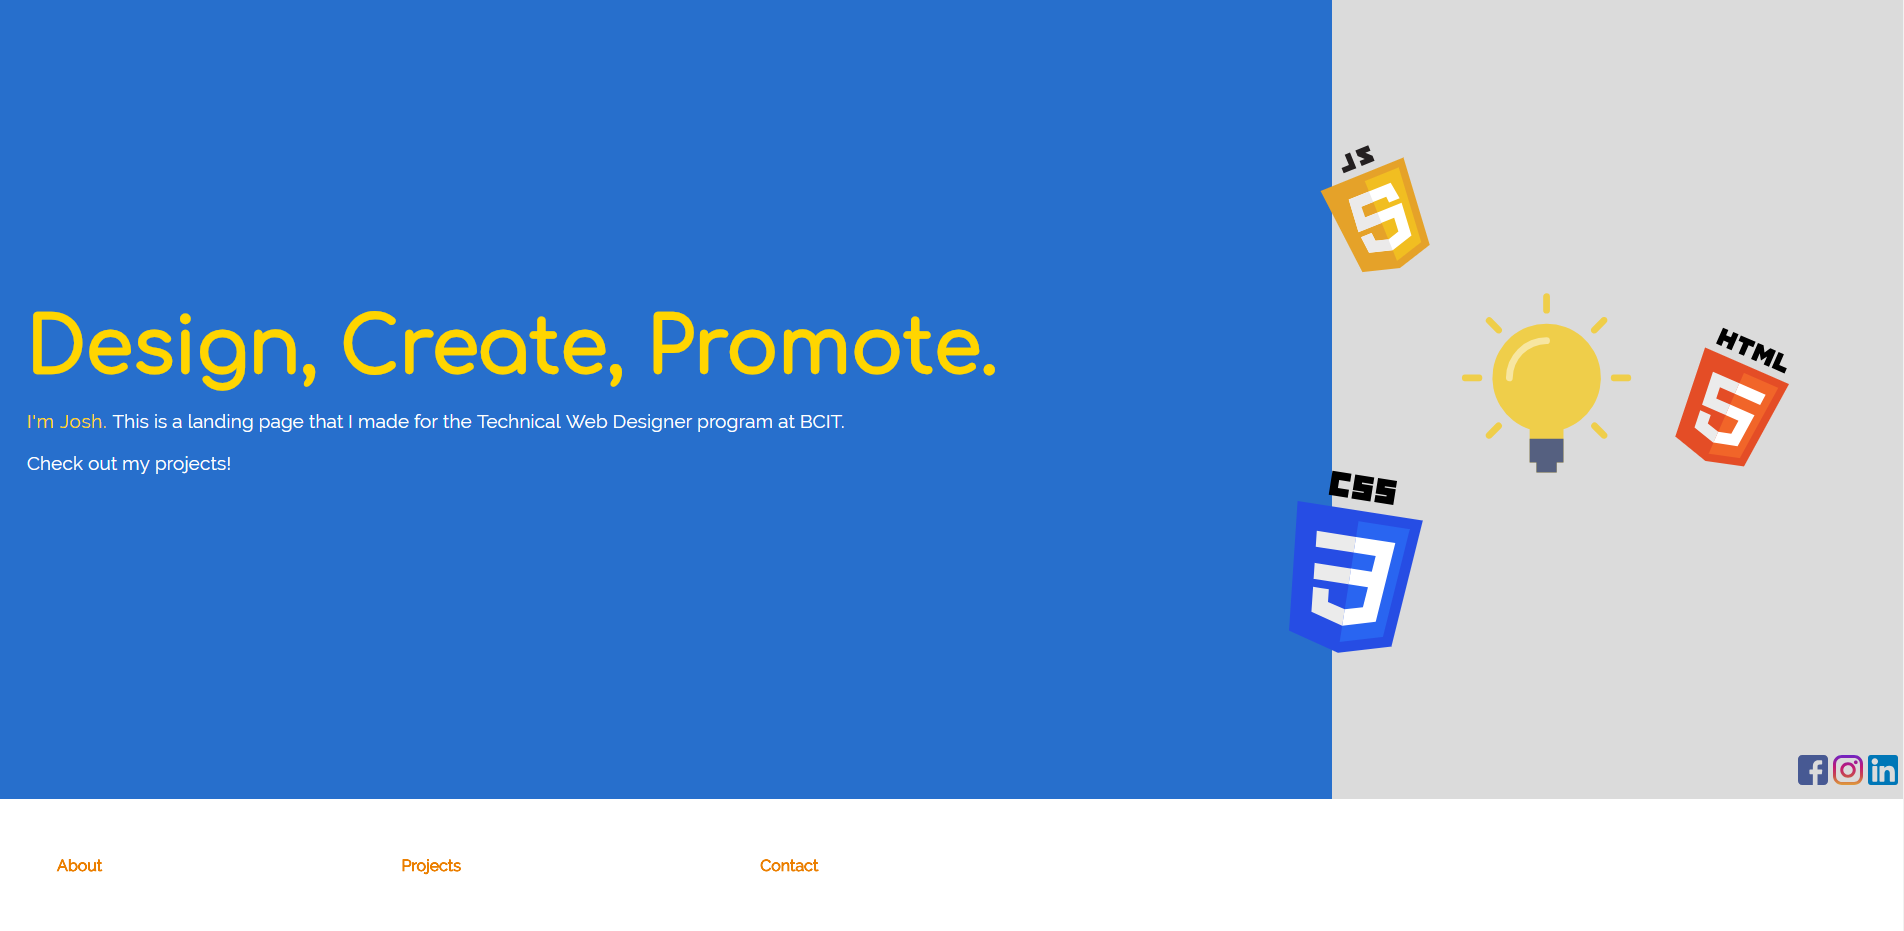 JS
Design, Create, Promote.
HTML
I'm Josh. This is a landing page that I made for the Technical Web Designer program at BCIT.
Check out my projects!
CSS
f in
About Projects Contact